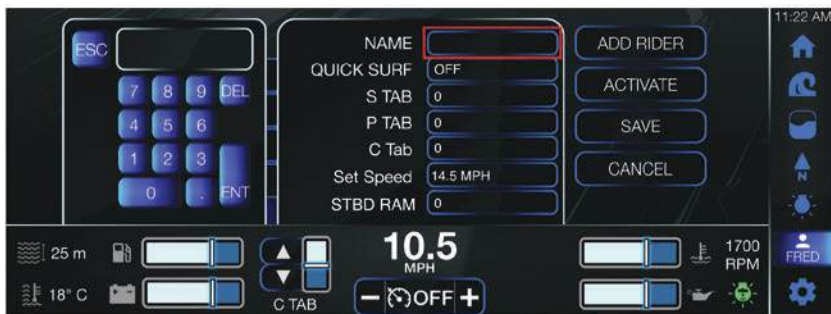 11:22 AM
ESC
7 8 9 DEL
4 5 6
1 2 3
0 . ENT
NAME
QUICK SURF OFF
S TAB 0
P TAB 0
C Tab 0
Set Speed 14.5 MPH
STBD RAM 0
ADD RIDER
ACTIVATE
SAVE
CANCEL
N
FRED
25 m
18° C
C TAB
10.5
MPH
− OFF +
1700
RPM